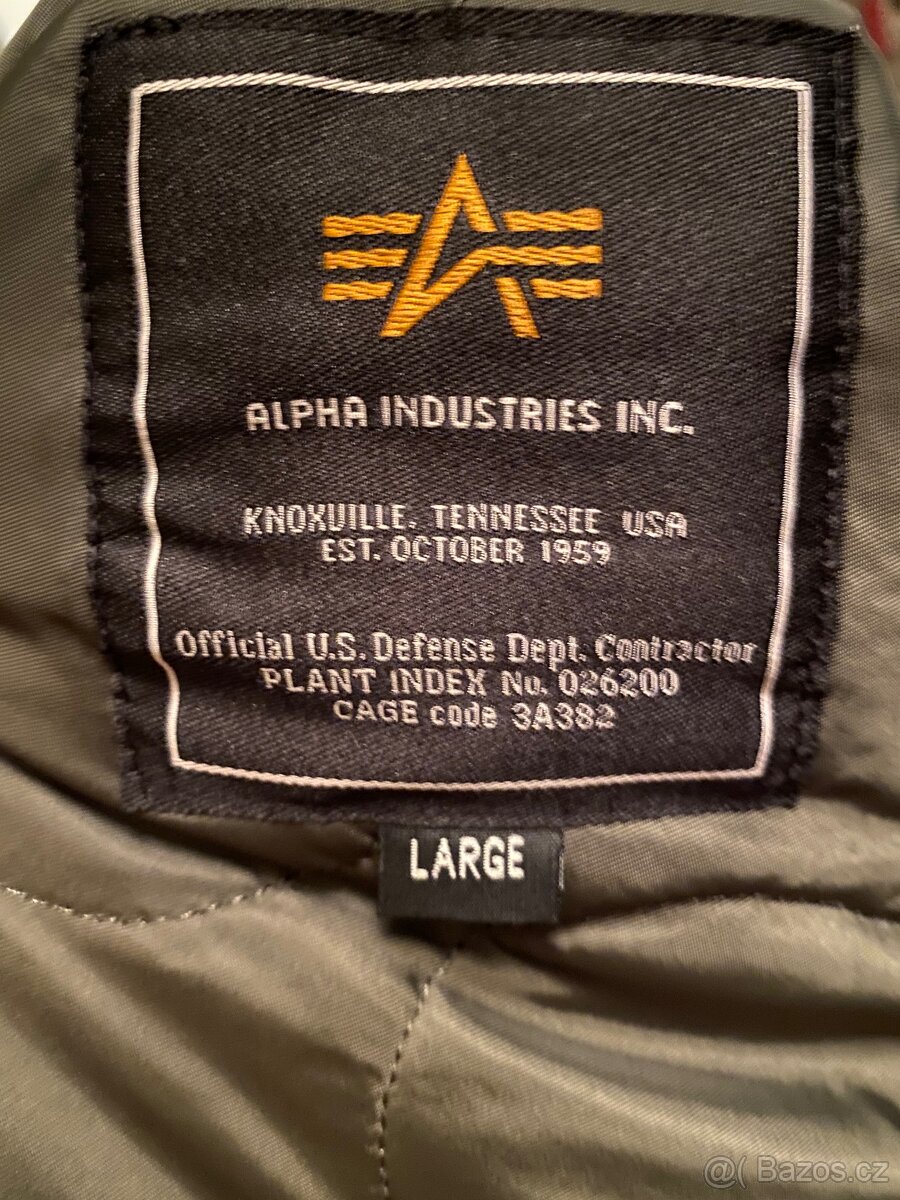 ALPHA INDUSTRIES INC.
KNOXVILLE, TENNESSEE USA
EST. OCTOBER 1959
Official U.S. Defense Dept. Contractor
PLANT INDEX No. 026200
CAGE code 3A382
LARGE
@( Bazos.cz